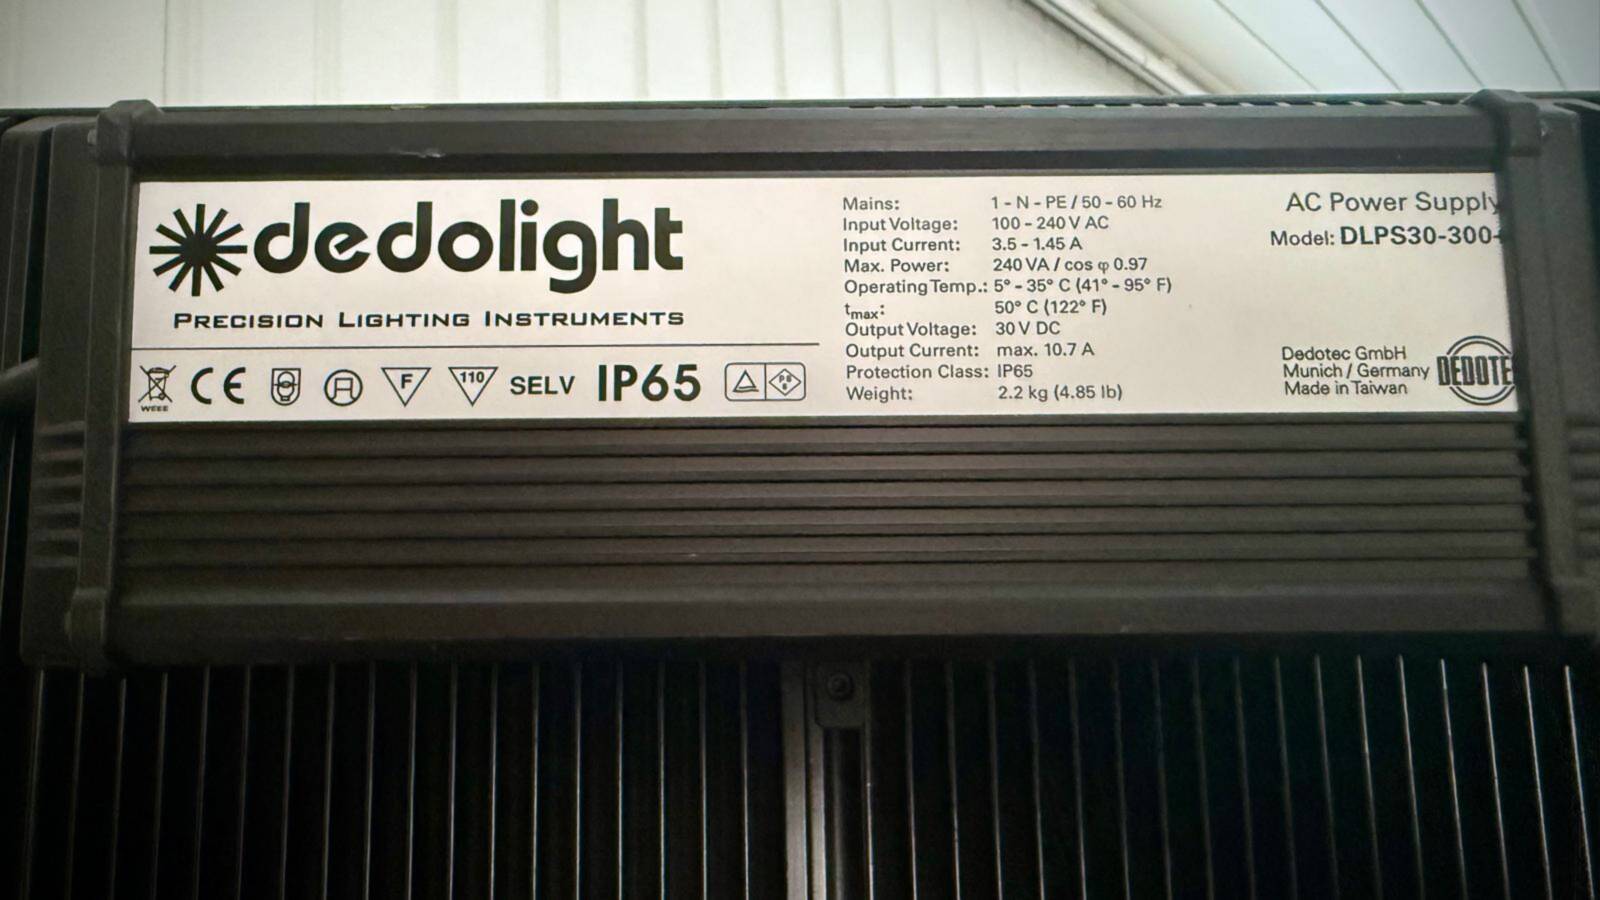 dedolight
PRECISION LIGHTING INSTRUMENTS
WEEE
CE
F
110
SELV
IP65
Mains: 1 - N - PE / 50 - 60 Hz
Input Voltage: 100 - 240 V AC
Input Current: 3.5 - 1.45 A
Max. Power: 240 VA / cos φ 0.97
Operating Temp.: 5° - 35° C (41° - 95° F)
tmax: 50° C (122° F)
Output Voltage: 30 V DC
Output Current: max. 10.7 A
Protection Class: IP65
Weight: 2.2 kg (4.85 lb)
AC Power Supply
Model: DLPS30-300-
Dedotec GmbH
Munich / Germany
Made in Taiwan
DEDOTE